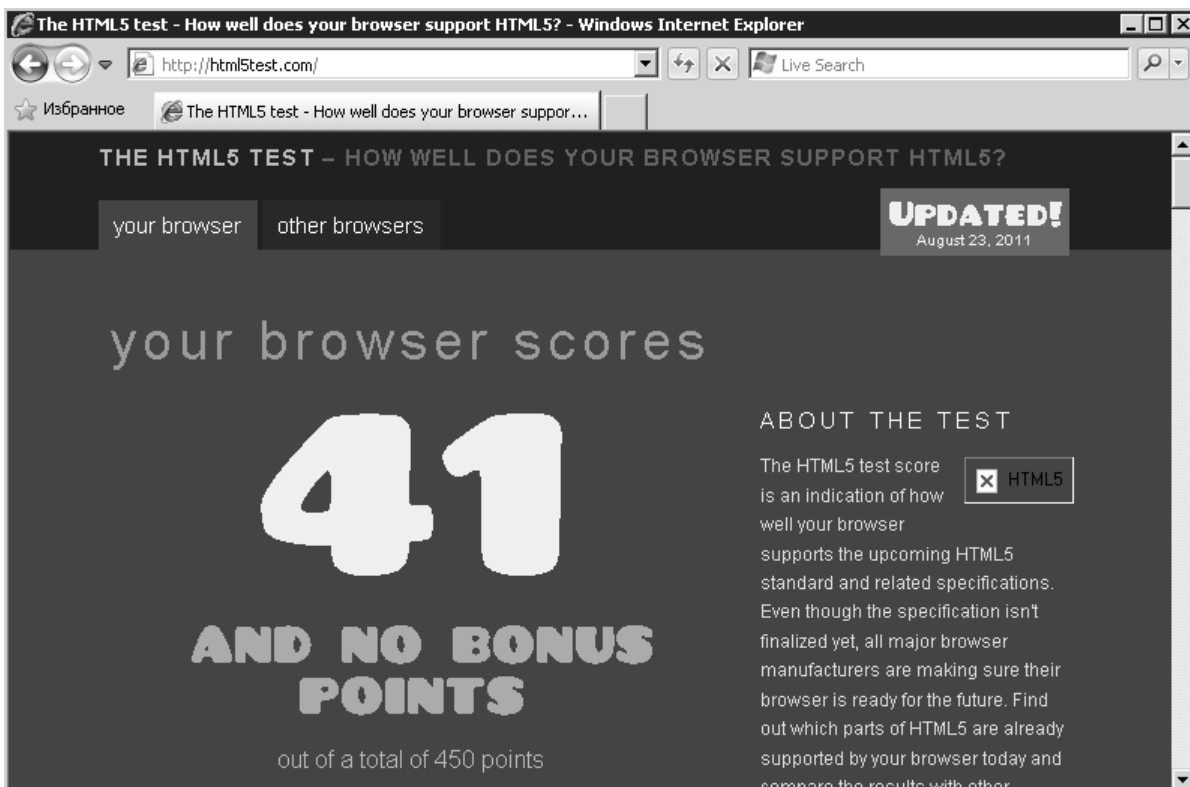 The HTML5 test - How well does your browser support HTML5? - Windows Internet Explorer
http://html5test.com/
Live Search
Избранное
The HTML5 test - How well does your browser suppor...
THE HTML5 TEST – HOW WELL DOES YOUR BROWSER SUPPORT HTML5?
your browser
other browsers
UPDATED!
August 23, 2011
your browser scores
41
AND NO BONUS
POINTS
out of a total of 450 points
ABOUT THE TEST
HTML5
The HTML5 test score
is an indication of how
well your browser
supports the upcoming HTML5
standard and related specifications.
Even though the specification isn't
finalized yet, all major browser
manufacturers are making sure their
browser is ready for the future. Find
out which parts of HTML5 are already
supported by your browser today and
compare the results with other